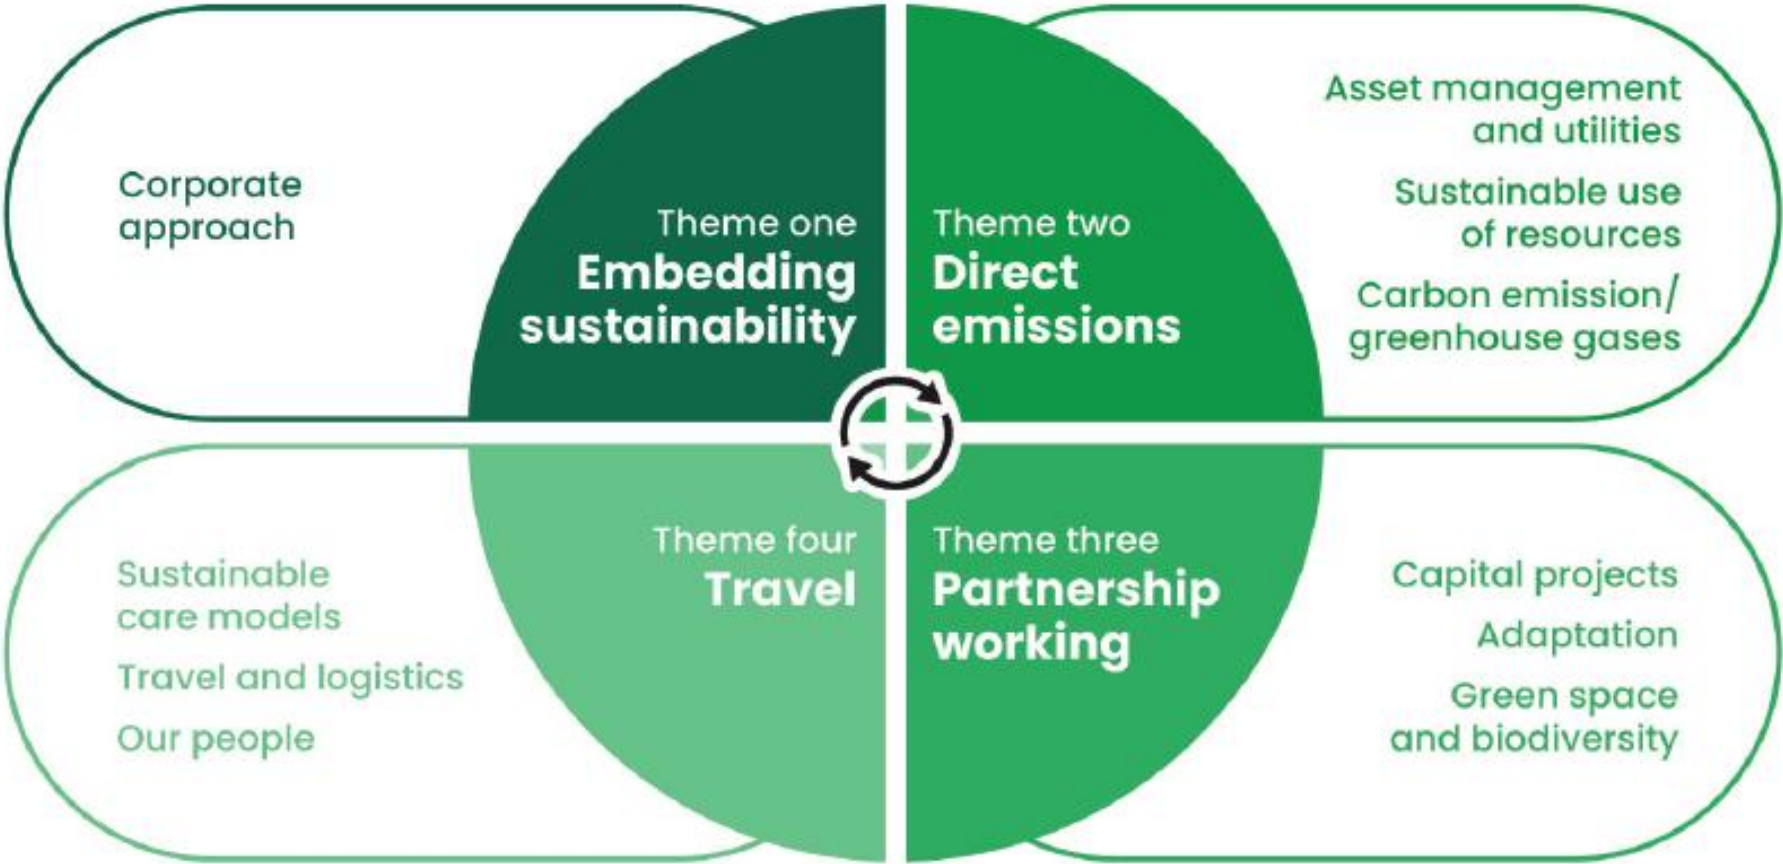 Corporate
approach
Theme one
Embedding
sustainability
Theme two
Direct
emissions
Asset management
and utilities
Sustainable use
of resources
Carbon emission/
greenhouse gases
Sustainable
care models
Travel and logistics
Our people
Theme four
Travel
Theme three
Partnership
working
Capital projects
Adaptation
Green space
and biodiversity